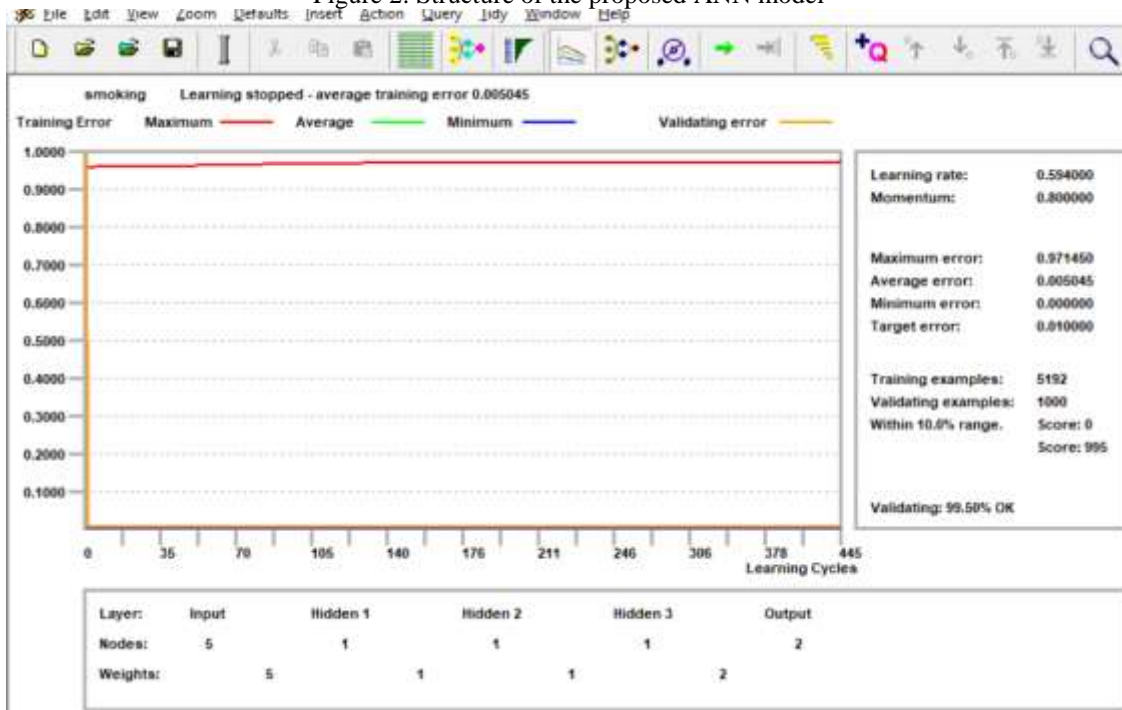 Figure 2: Structure of the proposed ANN model
File Edit View Zoom Defaults Insert Action Query Tidy Window Help
smoking Learning stopped - average training error 0.005045
Training Error Maximum Average Minimum Validating error
1.0000
0.9000
0.8000
0.7000
0.6000
0.5000
0.4000
0.3000
0.2000
0.1000
0 35 70 105 140 176 211 246 306 378 445
Learning Cycles
Learning rate: 0.594000
Momentum: 0.800000
Maximum error: 0.971450
Average error: 0.005045
Minimum error: 0.000000
Target error: 0.010000
Training examples: 5192
Validating examples: 1000
Within 10.0% range. Score: 0
Score: 995
Validating: 99.50% OK
Layer: Input Hidden 1 Hidden 2 Hidden 3 Output
Nodes: 5 1 1 1 2
Weights: 5 1 1 2